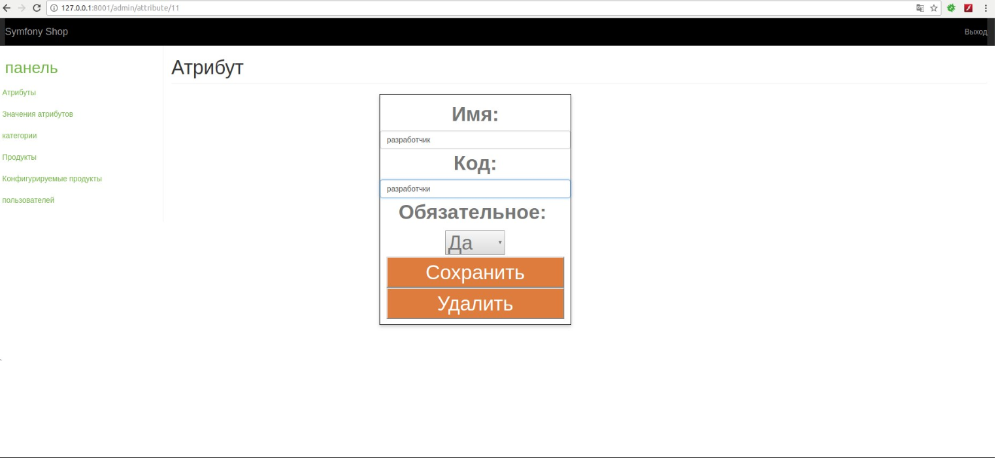 127.0.0.1:8001/admin/attribute/11
Symfony Shop
Выход
панель
Атрибуты
Значения атрибутов
категории
Продукты
Конфигурируемые продукты
пользователей
Атрибут
Имя:
разработчик
Код:
разработчки
Обязательное:
Да
Сохранить
Удалить